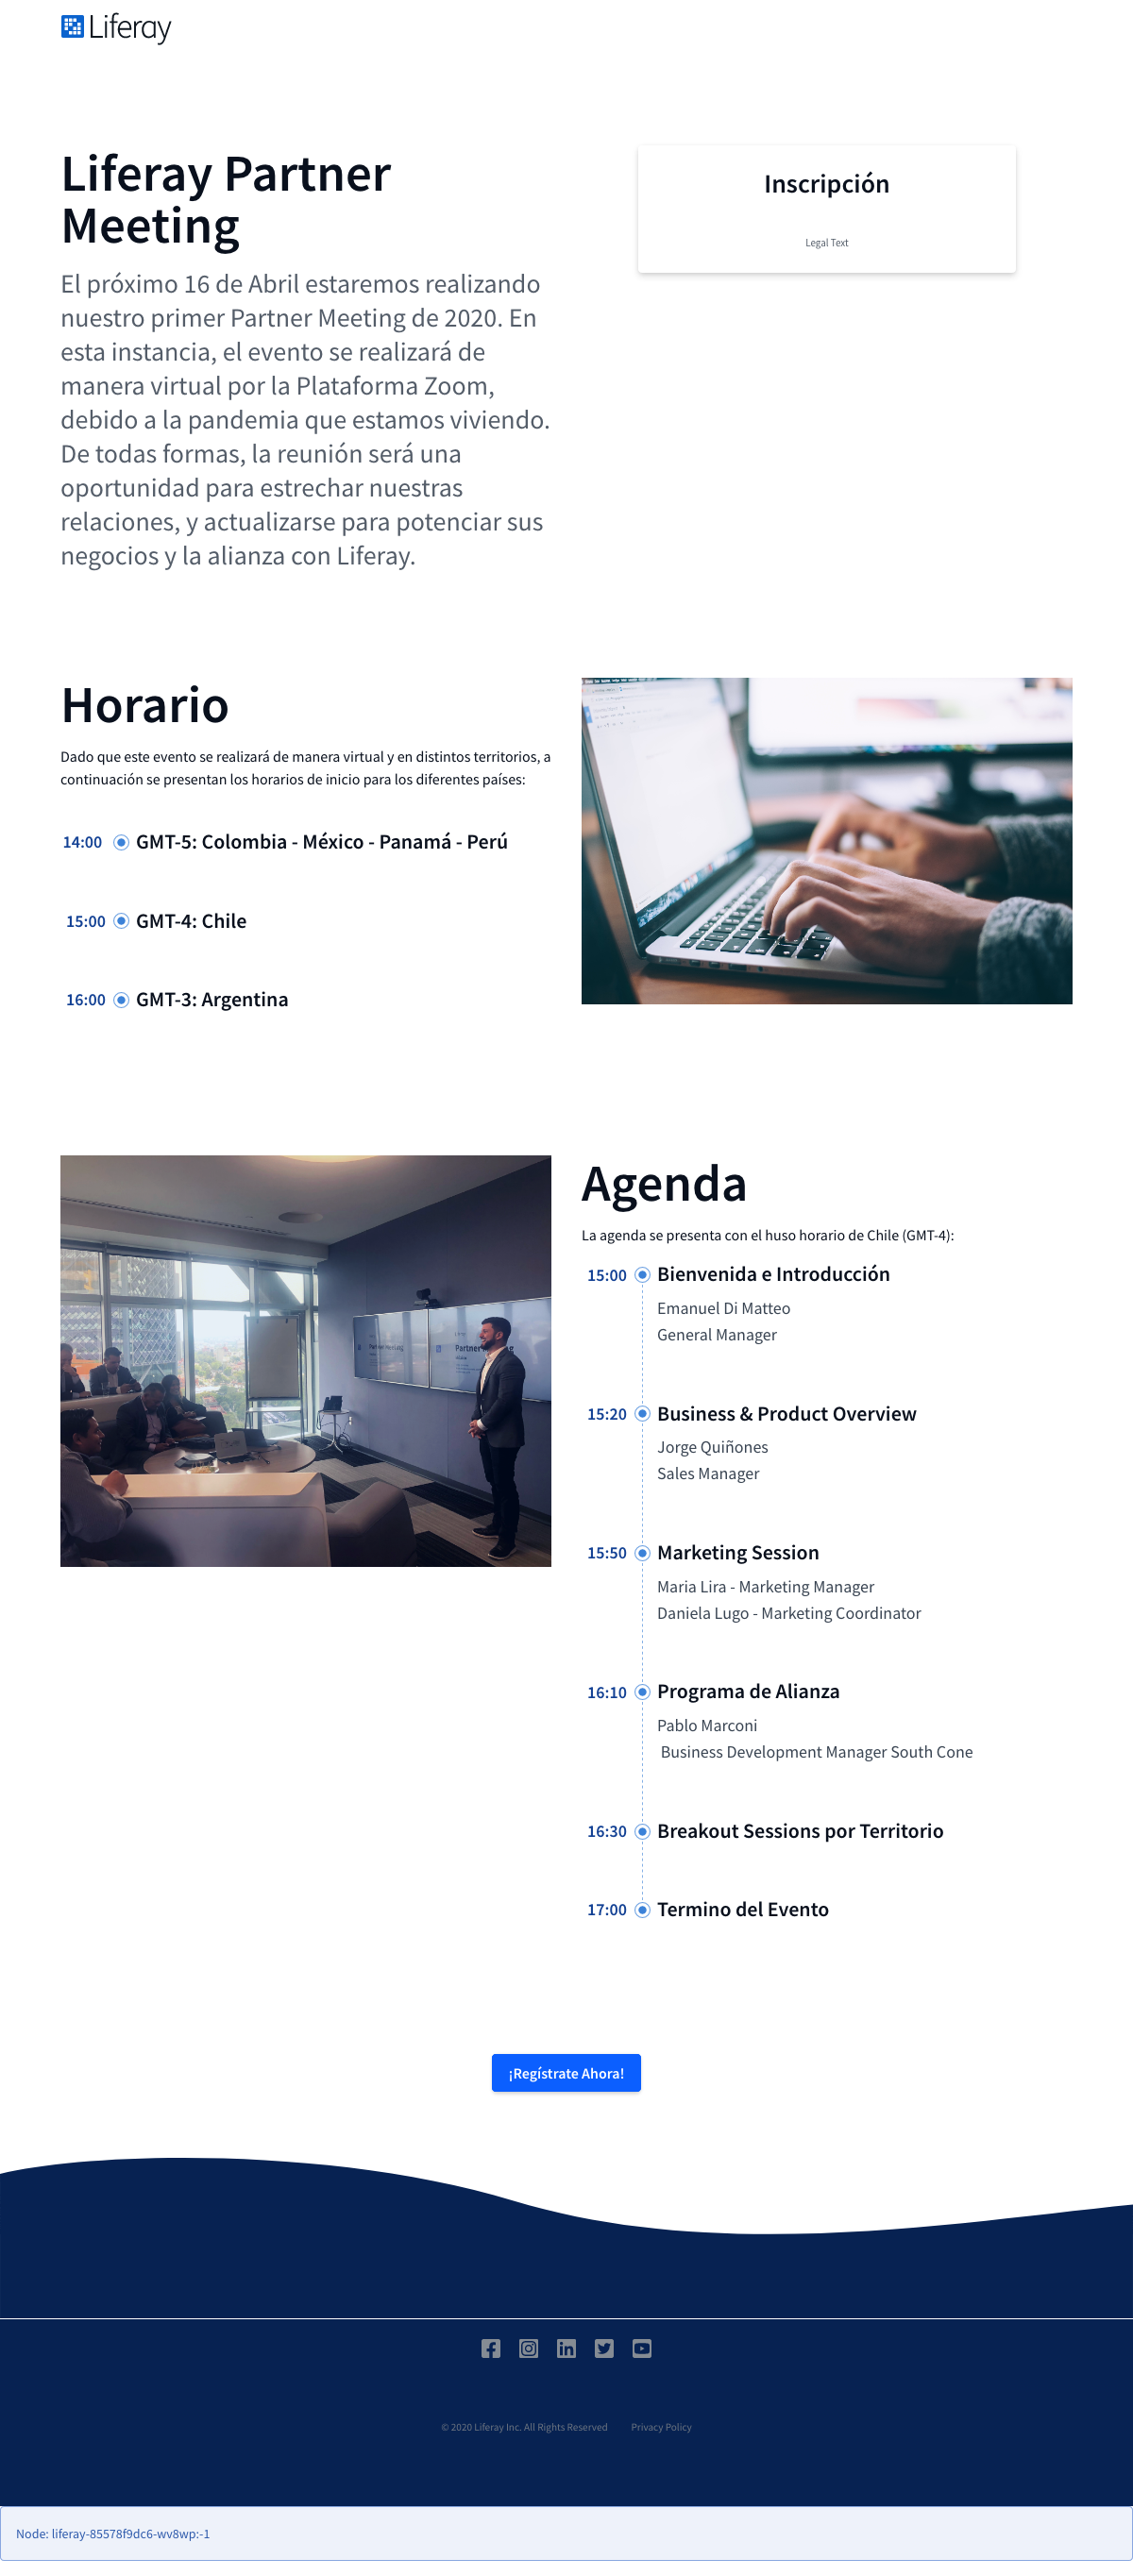 Liferay
Liferay Partner
Meeting
El próximo 16 de Abril estaremos realizando
nuestro primer Partner Meeting de 2020. En
esta instancia, el evento se realizará de
manera virtual por la Plataforma Zoom,
debido a la pandemia que estamos viviendo.
De todas formas, la reunión será una
oportunidad para estrechar nuestras
relaciones, y actualizarse para potenciar sus
negocios y la alianza con Liferay.
Inscripción
Legal Text
Horario
Dado que este evento se realizará de manera virtual y en distintos territorios, a
continuación se presentan los horarios de inicio para los diferentes países:
14:00 GMT-5: Colombia - México - Panamá - Perú
15:00 GMT-4: Chile
16:00 GMT-3: Argentina
Agenda
La agenda se presenta con el huso horario de Chile (GMT-4):
15:00 Bienvenida e Introducción
Emanuel Di Matteo
General Manager
15:20 Business & Product Overview
Jorge Quiñones
Sales Manager
15:50 Marketing Session
Maria Lira - Marketing Manager
Daniela Lugo - Marketing Coordinator
16:10 Programa de Alianza
Pablo Marconi
Business Development Manager South Cone
16:30 Breakout Sessions por Territorio
17:00 Termino del Evento
¡Regístrate Ahora!
© 2020 Liferay Inc. All Rights Reserved Privacy Policy
Node: liferay-85578f9dc6-wv8wp:-1